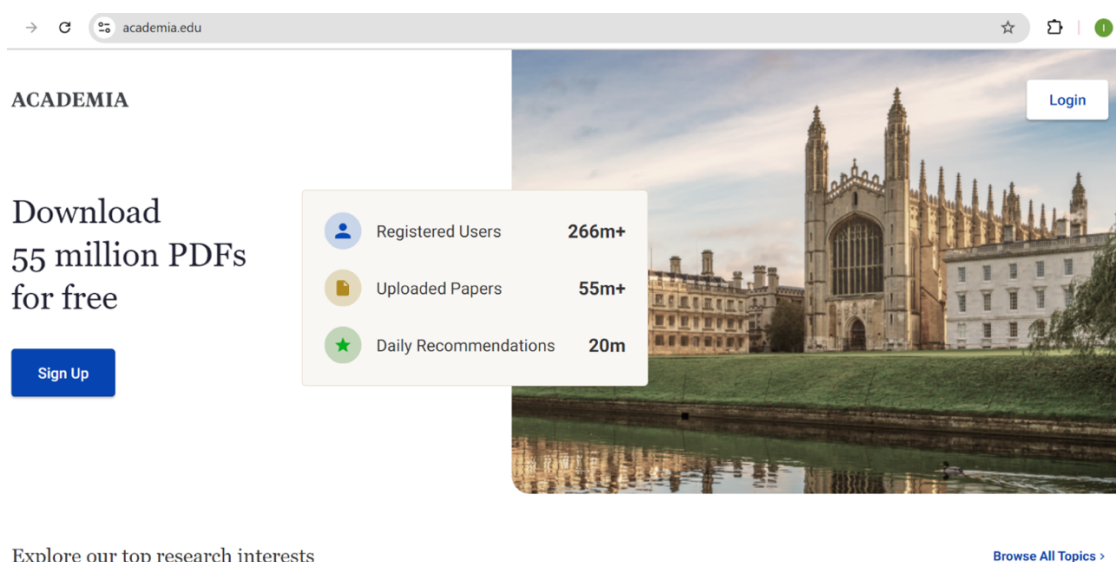 academia.edu
ACADEMIA
Login
Download
55 million PDFs
for free
Sign Up
Registered Users 266m+
Uploaded Papers 55m+
Daily Recommendations 20m
Explore our top research interests
Browse All Topics >